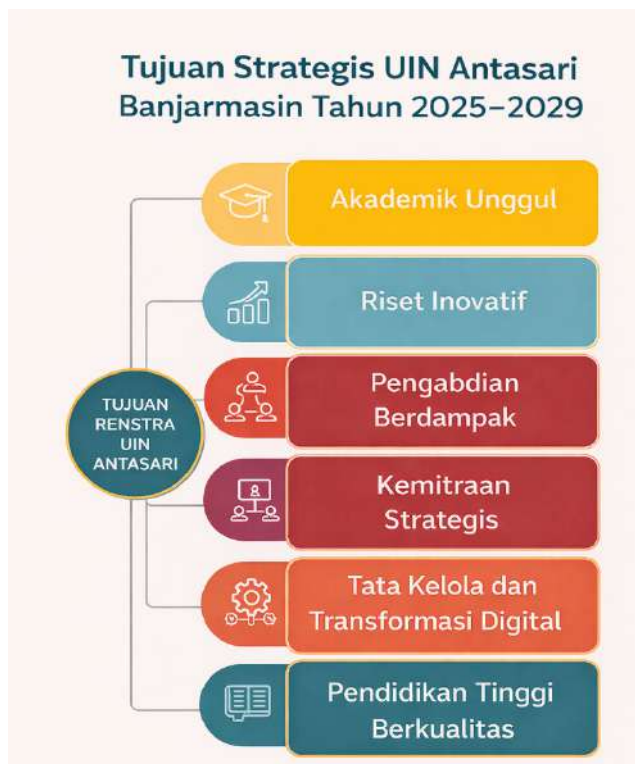 Tujuan Strategis UIN Antasari
Banjarmasin Tahun 2025–2029
Akademik Unggul
Riset Inovatif
Pengabdian
Berdampak
TUJUAN
RENSTRA
UIN
ANTASARI
Kemitraan
Strategis
Tata Kelola dan
Transformasi Digital
Pendidikan Tinggi
Berkualitas